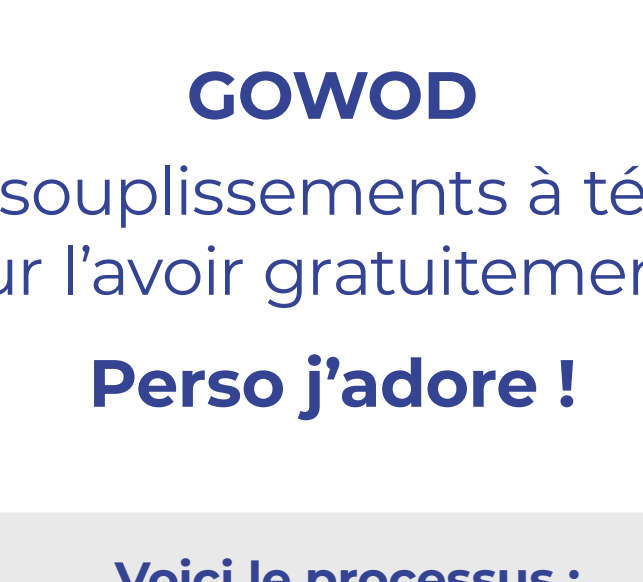 GOWOD
souplissements à té
ur l’avoir gratuitemen
Perso j’adore !
Voici le processus :